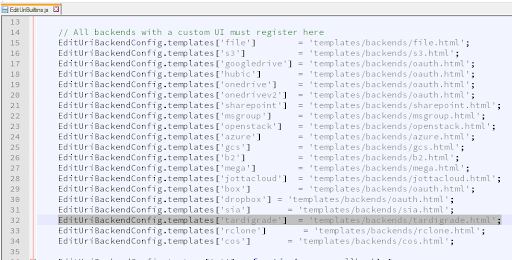 EditUriBuiltins.js
13
14 // All backends with a custom UI must register here
15 EditUriBackendConfig.templates['file'] = 'templates/backends/file.html';
16 EditUriBackendConfig.templates['s3'] = 'templates/backends/s3.html';
17 EditUriBackendConfig.templates['googledrive'] = 'templates/backends/oauth.html';
18 EditUriBackendConfig.templates['hubic'] = 'templates/backends/oauth.html';
19 EditUriBackendConfig.templates['onedrive'] = 'templates/backends/oauth.html';
20 EditUriBackendConfig.templates['onedrivev2'] = 'templates/backends/oauth.html';
21 EditUriBackendConfig.templates['sharepoint'] = 'templates/backends/sharepoint.html';
22 EditUriBackendConfig.templates['msgroup'] = 'templates/backends/msgroup.html';
23 EditUriBackendConfig.templates['openstack'] = 'templates/backends/openstack.html';
24 EditUriBackendConfig.templates['azure'] = 'templates/backends/azure.html';
25 EditUriBackendConfig.templates['gcs'] = 'templates/backends/gcs.html';
26 EditUriBackendConfig.templates['b2'] = 'templates/backends/b2.html';
27 EditUriBackendConfig.templates['mega'] = 'templates/backends/mega.html';
28 EditUriBackendConfig.templates['jottacloud'] = 'templates/backends/jottacloud.html';
29 EditUriBackendConfig.templates['box'] = 'templates/backends/oauth.html';
30 EditUriBackendConfig.templates['dropbox'] = 'templates/backends/oauth.html';
31 EditUriBackendConfig.templates['sia'] = 'templates/backends/sia.html';
32 EditUriBackendConfig.templates['tardigrade'] = 'templates/backends/tardigrade.html';
33 EditUriBackendConfig.templates['rclone'] = 'templates/backends/rclone.html';
34 EditUriBackendConfig.templates['cos'] = 'templates/backends/cos.html';
35